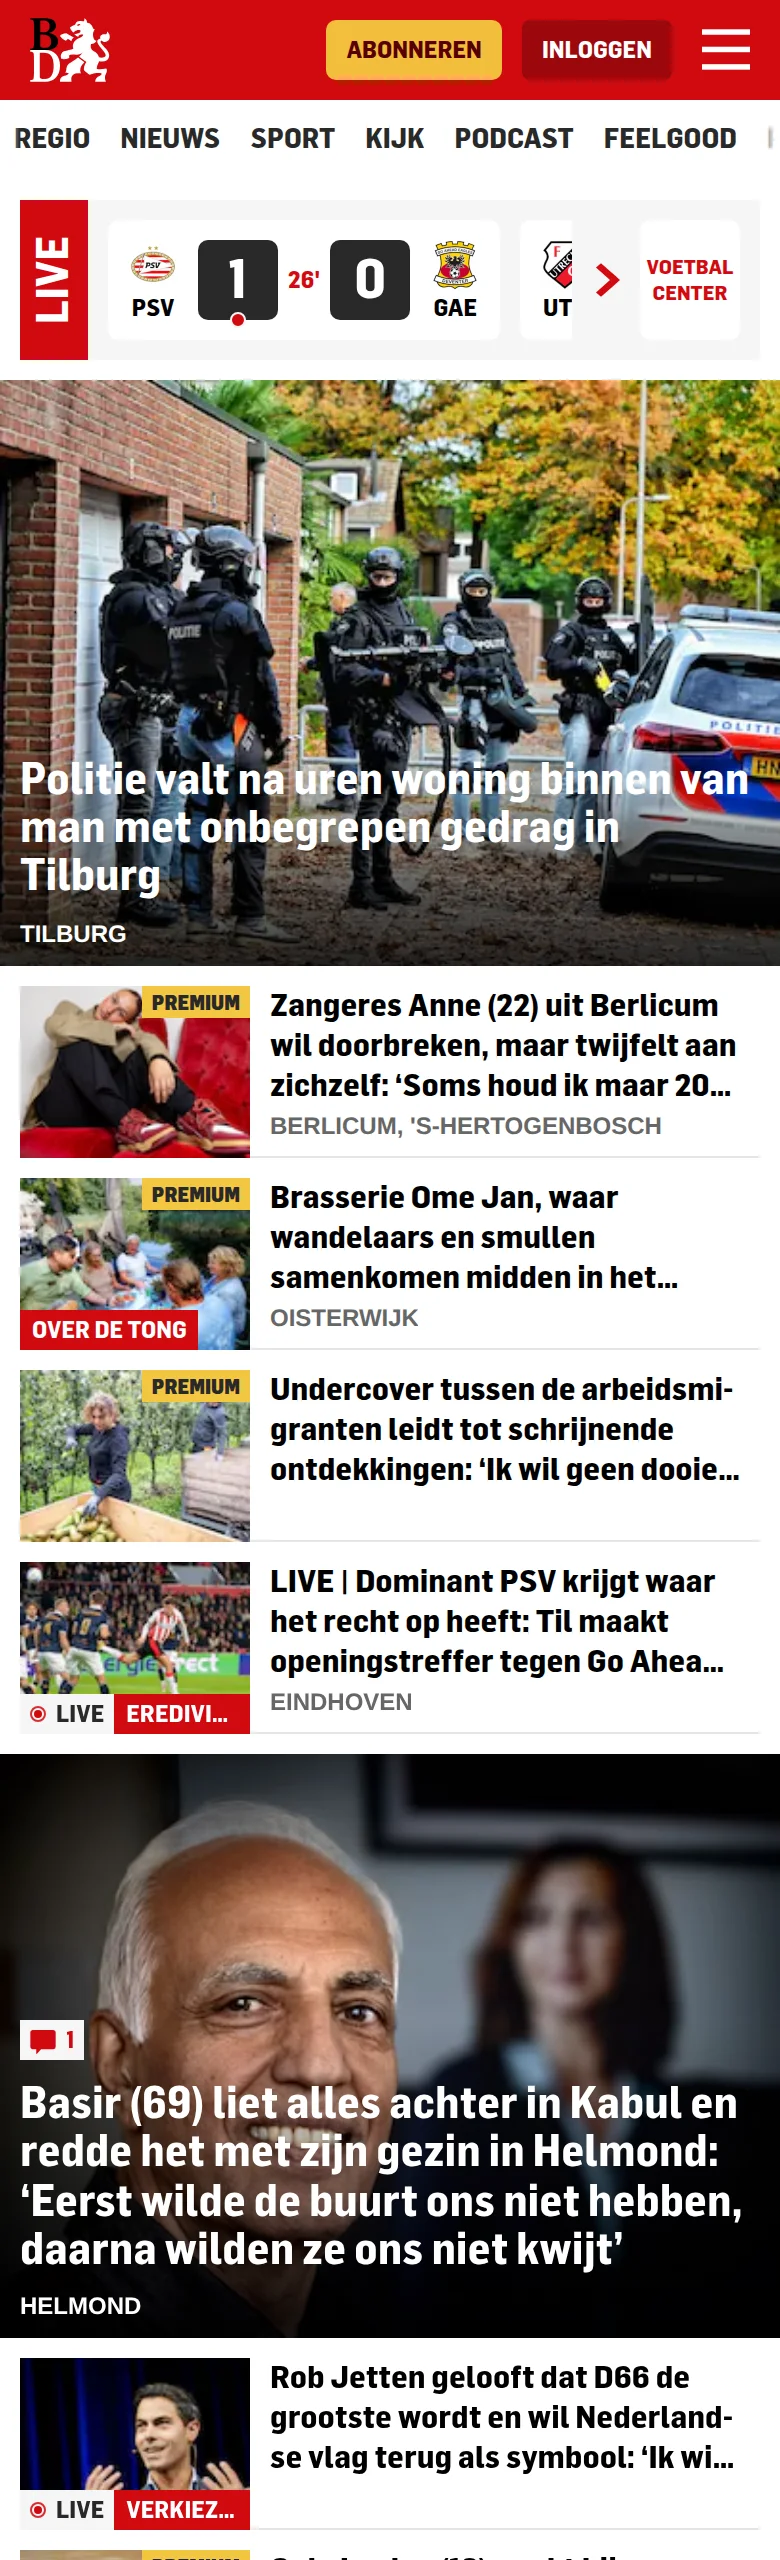 BD
ABONNEREN
INLOGGEN
REGIO NIEUWS SPORT KIJK PODCAST FEELGOOD
LIVE
PSV
1
26'
0
GAE
UT
VOETBAL
CENTER
POLITIE
Politie valt na uren woning binnen van
man met onbegrepen gedrag in
Tilburg
TILBURG
PREMIUM
Zangeres Anne (22) uit Berlicum
wil doorbreken, maar twijfelt aan
zichzelf: ‘Soms houd ik maar 20...
BERLICUM, 'S-HERTOGENBOSCH
PREMIUM
OVER DE TONG
Brasserie Ome Jan, waar
wandelaars en smullen
samenkomen midden in het...
OISTERWIJK
PREMIUM
Undercover tussen de arbeidsmi-
granten leidt tot schrijnende
ontdekkingen: ‘Ik wil geen dooie...
LIVE EREDIVI...
LIVE | Dominant PSV krijgt waar
het recht op heeft: Til maakt
openingstreffer tegen Go Ahea...
EINDHOVEN
1
Basir (69) liet alles achter in Kabul en
redde het met zijn gezin in Helmond:
‘Eerst wilde de buurt ons niet hebben,
daarna wilden ze ons niet kwijt’
HELMOND
LIVE VERKIEZ...
Rob Jetten gelooft dat D66 de
grootste wordt en wil Nederland-
se vlag terug als symbool: ‘Ik wi...